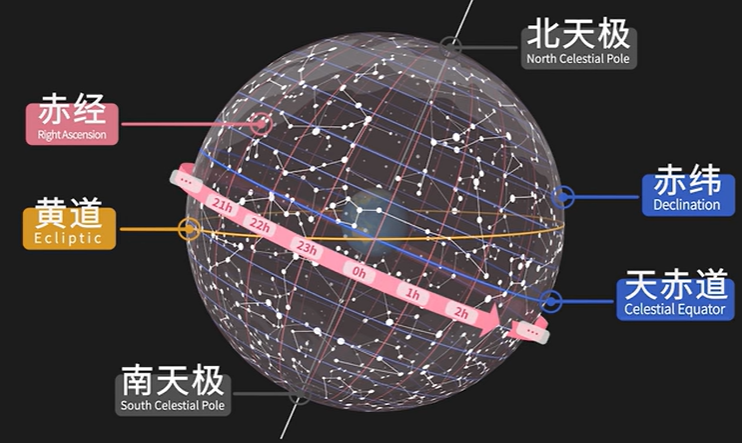 北天极
North Celestial Pole
赤经
Right Ascension
赤纬
Declination
黄道
Ecliptic
...
21h
22h
23h
0h
1h
2h
...
天赤道
Celestial Equator
南天极
South Celestial Pole